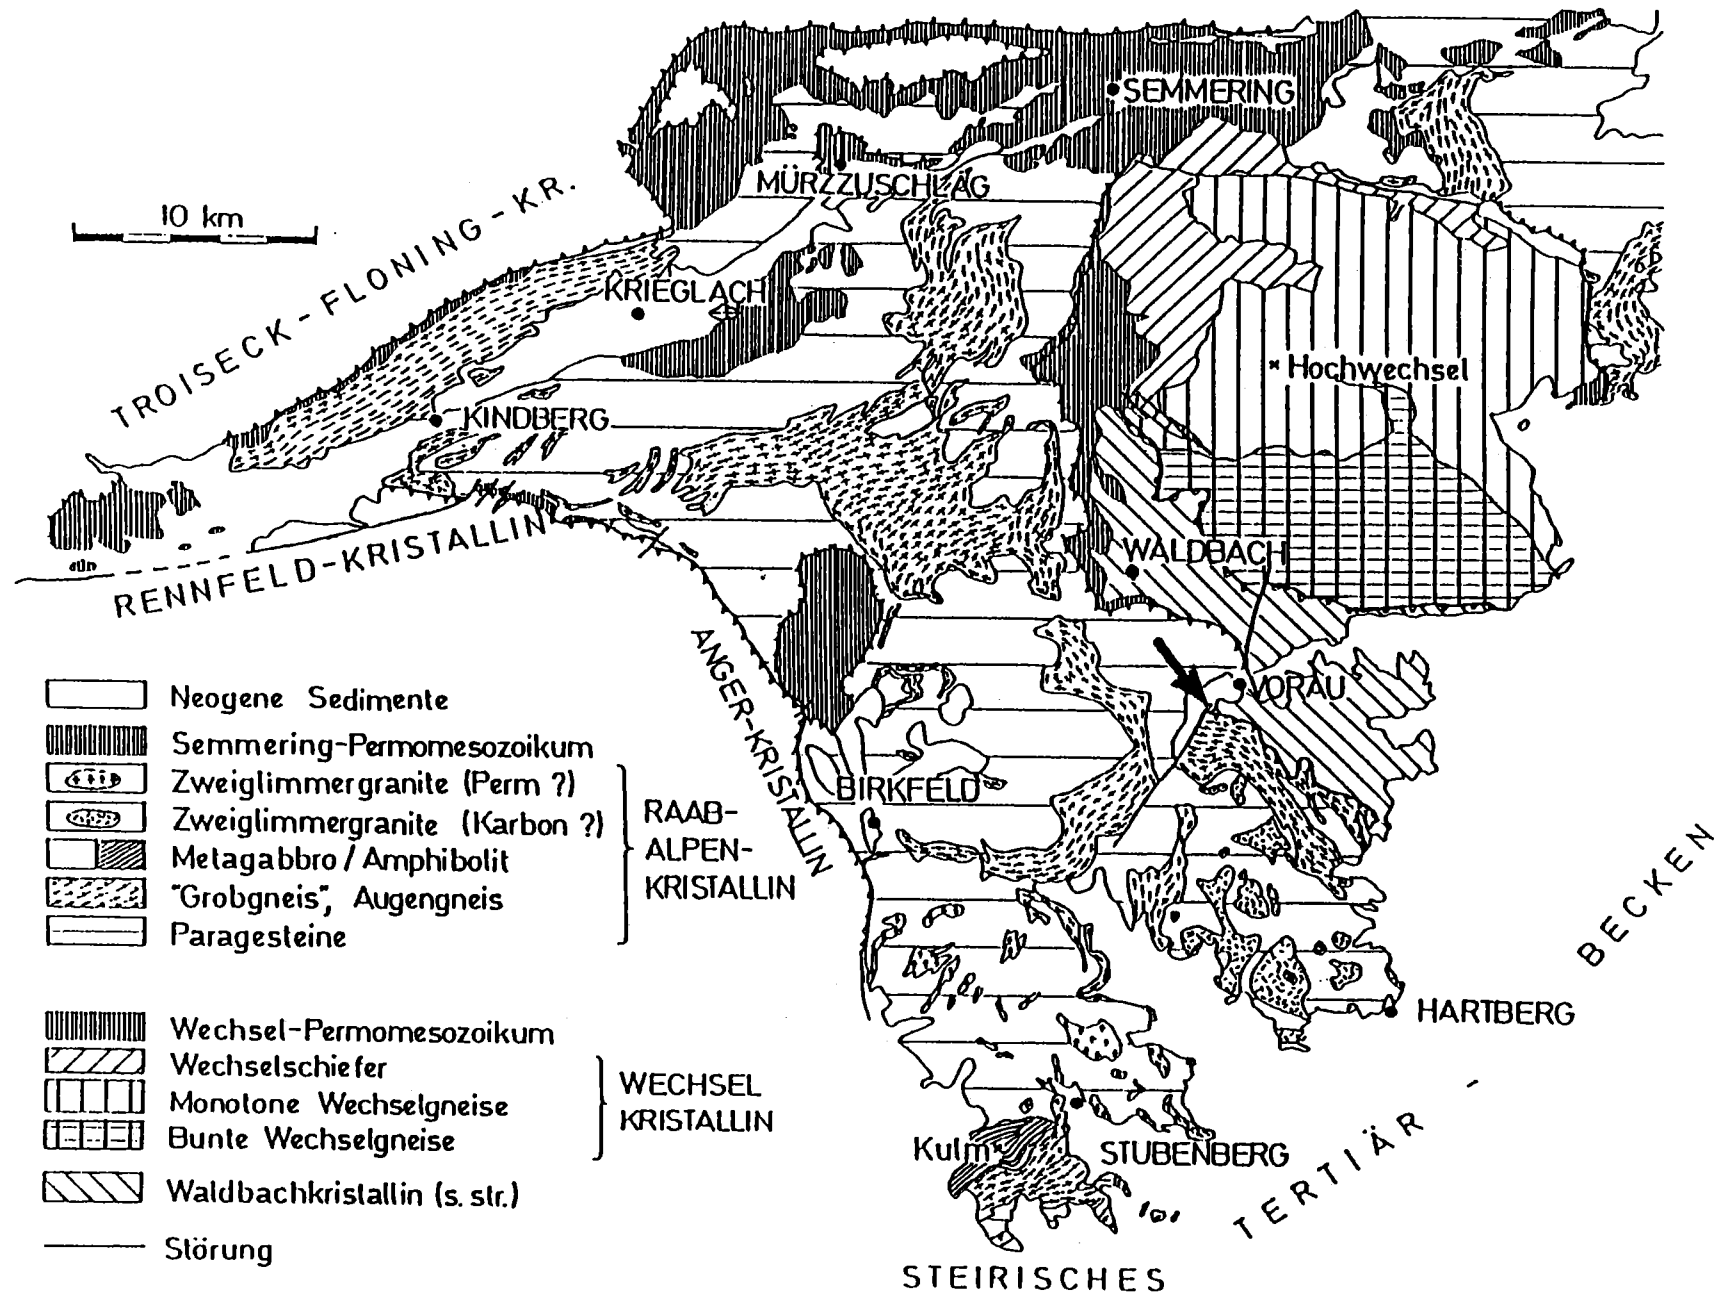 SEMMERING
MÜRZZUSCHLAG
10 km
TROISECK-FLONING-KR.
KRIEGLACH
× Hochwechsel
KINDBERG
WALDBACH
RENNFELD-KRISTALLIN
ANGER-KRISTALLIN
VORAU
BIRKFELD
HARTBERG
Kulm×
STUBENBERG
STEIRISCHES
TERTIÄR -
BECKEN
Neogene Sedimente
Semmering-Permomesozoikum
Zweiglimmergranite (Perm ?)
Zweiglimmergranite (Karbon ?)
Metagabbro / Amphibolit
"Grobgneis", Augengneis
Paragesteine
RAAB-
ALPEN-
KRISTALLIN
Wechsel-Permomesozoikum
Wechselschiefer
Monotone Wechselgneise
Bunte Wechselgneise
WECHSEL
KRISTALLIN
Waldbachkristallin (s. str.)
Störung